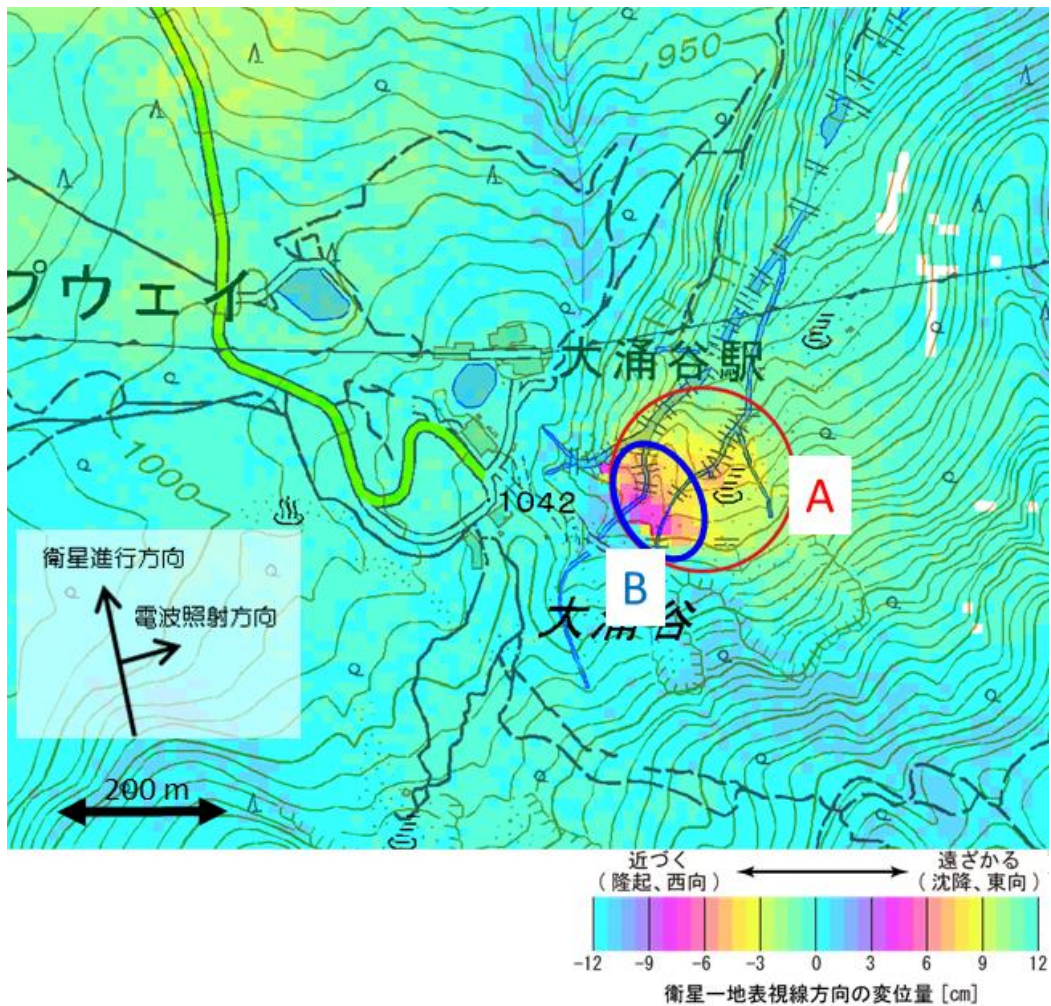 950
プウェイ
大涌谷駅
1000
1042
A
B
大涌谷
衛星進行方向
電波照射方向
200 m
近づく
（隆起、西向）
遠ざかる
（沈降、東向）
-12 -9 -6 -3 0 3 6 9 12
衛星－地表視線方向の変位量 [cm]